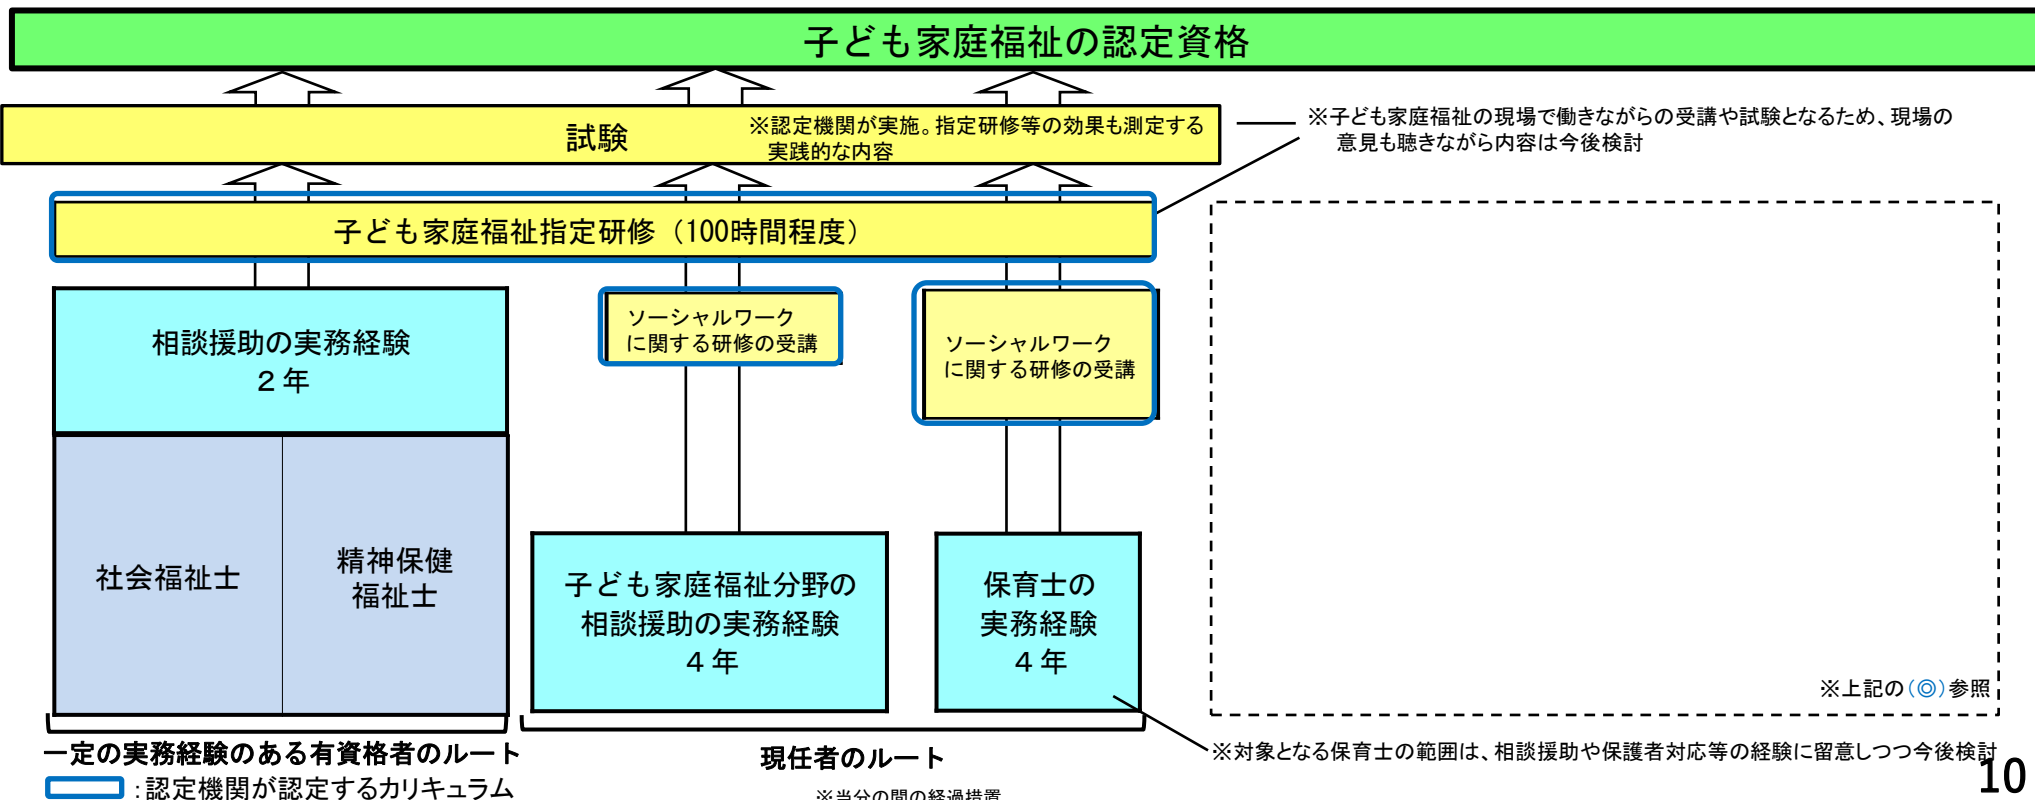 子ども家庭福祉の認定資格
試験
※認定機関が実施。指定研修等の効果も測定する
実践的な内容
※子ども家庭福祉の現場で働きながらの受講や試験となるため、現場の
意見も聴きながら内容は今後検討
子ども家庭福祉指定研修（100時間程度）
相談援助の実務経験
２年
ソーシャルワーク
に関する研修の受講
ソーシャルワーク
に関する研修の受講
社会福祉士
精神保健
福祉士
子ども家庭福祉分野の
相談援助の実務経験
４年
保育士の
実務経験
４年
※上記の（◎）参照
一定の実務経験のある有資格者のルート
現任者のルート
※対象となる保育士の範囲は、相談援助や保護者対応等の経験に留意しつつ今後検討
：認定機関が認定するカリキュラム
※当分の間の経過措置
10